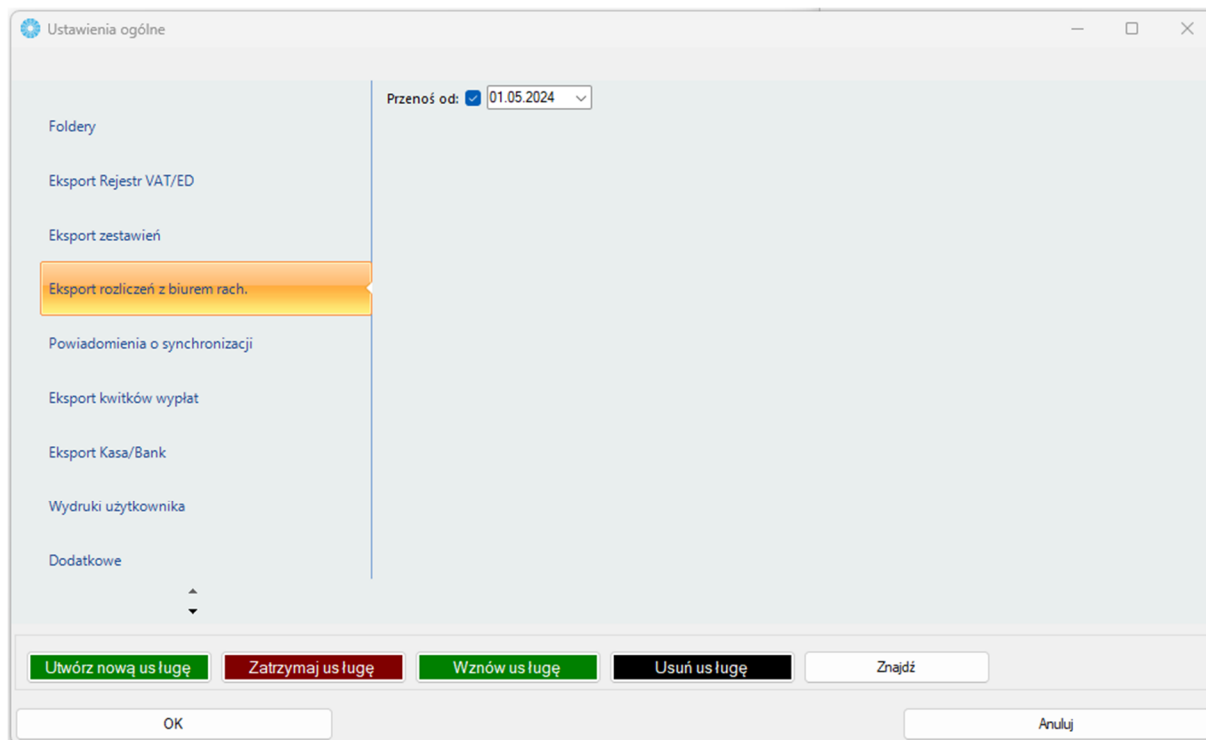 Ustawienia ogólne
Przenoś od: 01.05.2024
Foldery
Eksport Rejestr VAT/ED
Eksport zestawień
Eksport rozliczeń z biurem rach.
Powiadomienia o synchronizacji
Eksport kwitków wypłat
Eksport Kasa/Bank
Wydruki użytkownika
Dodatkowe
Utwórz nową usługę Zatrzymaj usługę Wznów usługę Usuń usługę Znajdź
OK Anuluj